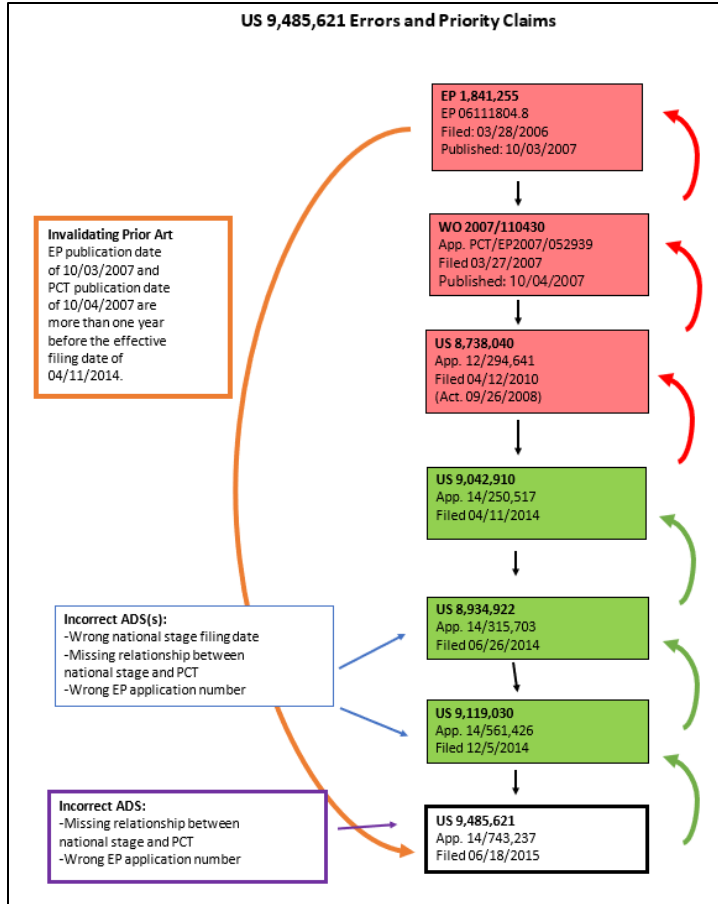 US 9,485,621 Errors and Priority Claims
EP 1,841,255
EP 06111804.8
Filed: 03/28/2006
Published: 10/03/2007
Invalidating Prior Art
EP publication date
of 10/03/2007 and
PCT publication date
of 10/04/2007 are
more than one year
before the effective
filing date of
04/11/2014.
WO 2007/110430
App. PCT/EP2007/052939
Filed 03/27/2007
Published: 10/04/2007
US 8,738,040
App. 12/294,641
Filed 04/12/2010
(Act. 09/26/2008)
US 9,042,910
App. 14/250,517
Filed 04/11/2014
Incorrect ADS(s):
-Wrong national stage filing date
-Missing relationship between
national stage and PCT
-Wrong EP application number
US 8,934,922
App. 14/315,703
Filed 06/26/2014
US 9,119,030
App. 14/561,426
Filed 12/5/2014
Incorrect ADS:
-Missing relationship between
national stage and PCT
-Wrong EP application number
US 9,485,621
App. 14/743,237
Filed 06/18/2015